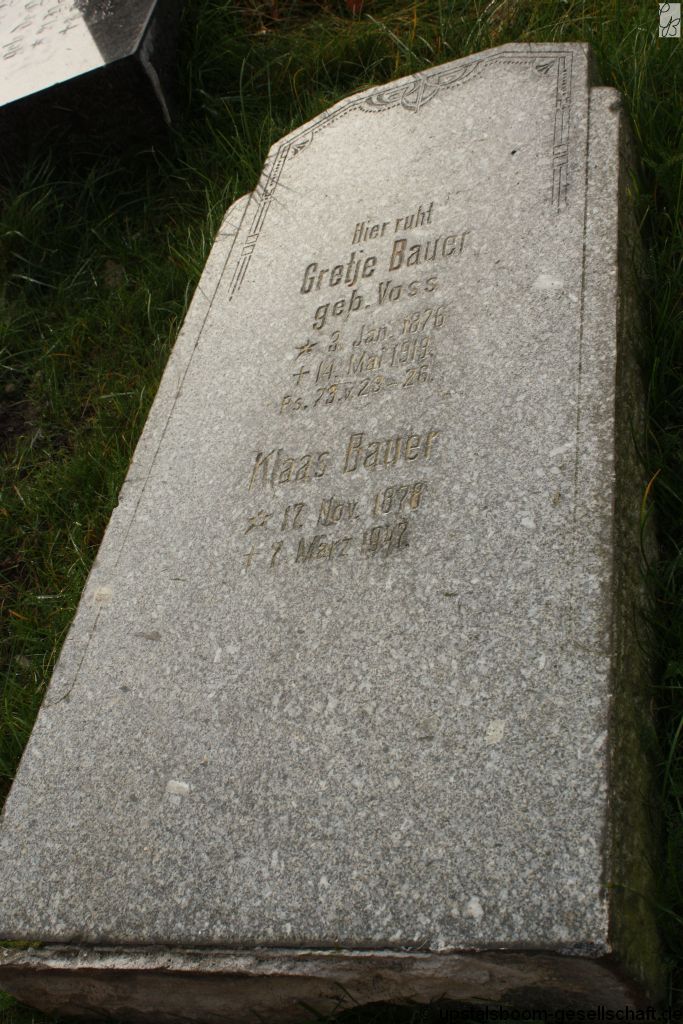 Hier ruht
Gretje Bauer
geb. Voss
* 3. Jan. 1876
+ 14. Mai 1919.
Ps. 73. v. 23 – 26.
Klaas Bauer
* 17. Nov. 1878
+ 7. März 1947.
upstalsboom-gesellschaft.de